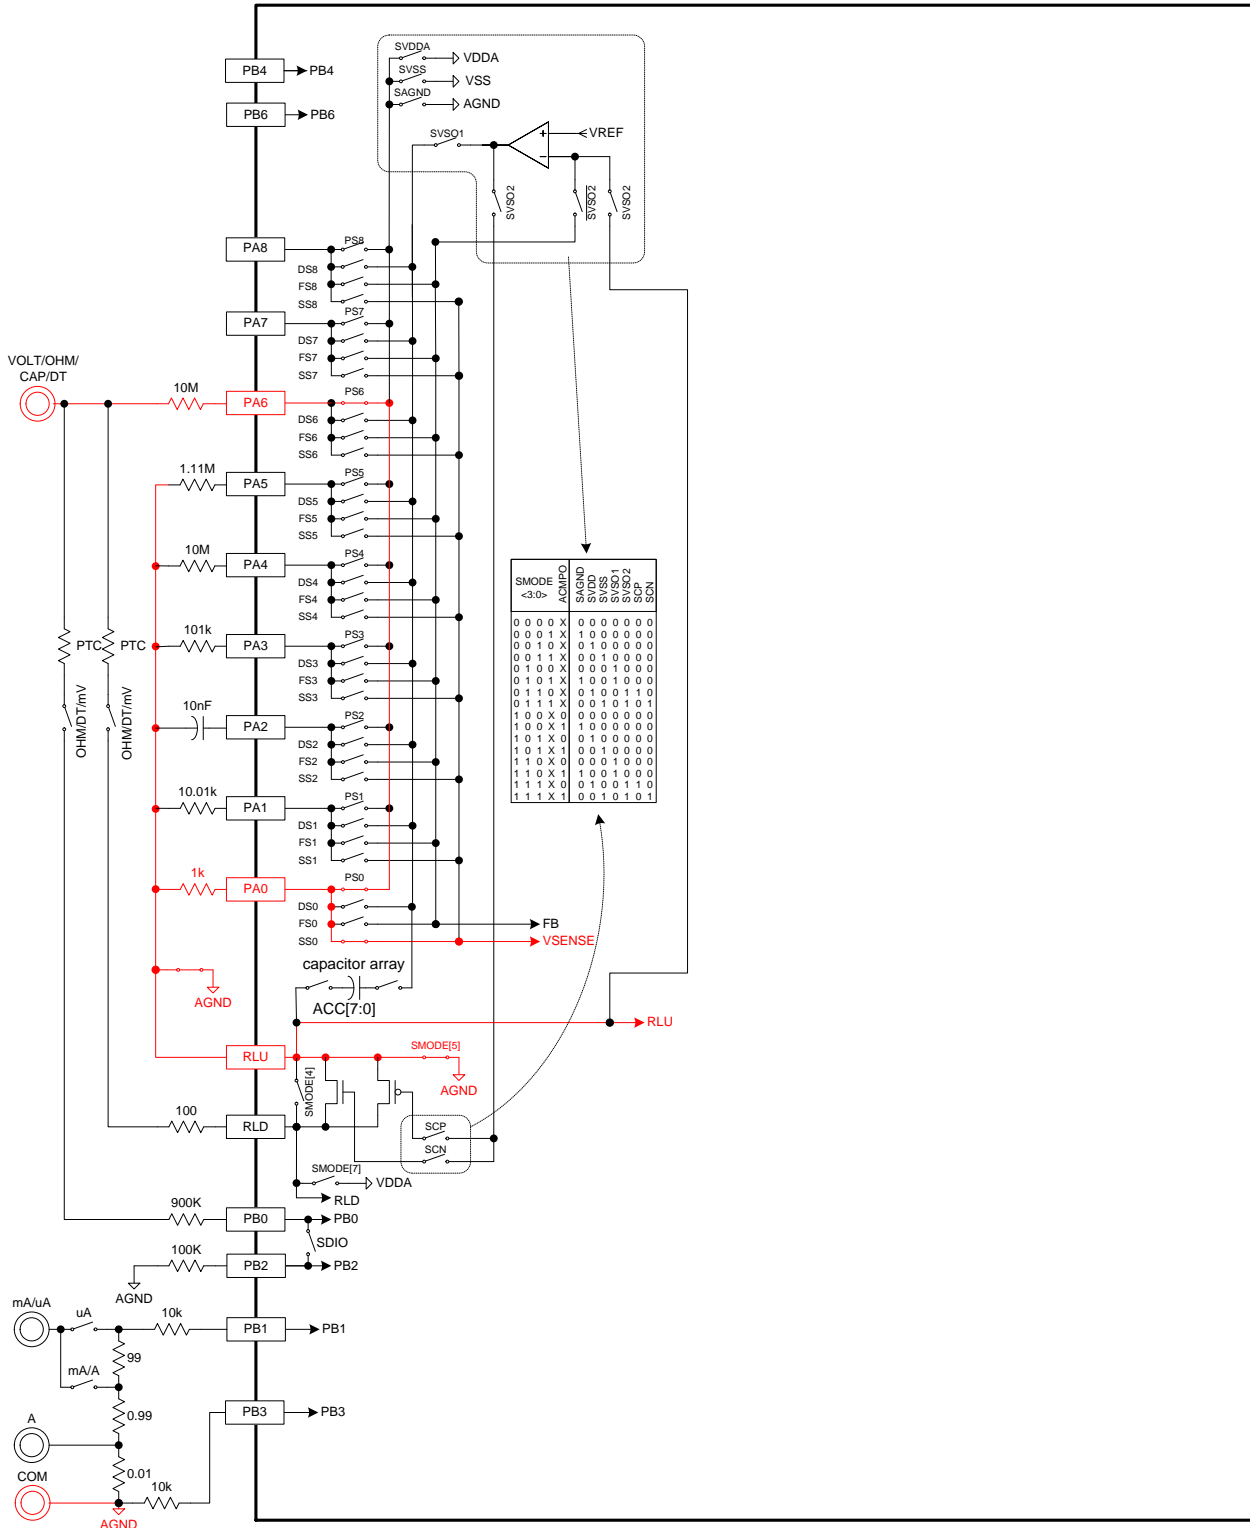 SVDDA
VDDA
SVSS
VSS
SAGND
AGND
PB4
PB4
PB6
PB6
SVSO1
VREF
+
−
SVSO2
SVSO2
SVSO2
PA8
PS8
DS8
FS8
SS8
PA7
PS7
DS7
FS7
SS7
VOLT/OHM/
CAP/DT
10M
PA6
PS6
DS6
FS6
SS6
1.11M
PA5
PS5
DS5
FS5
SS5
10M
PA4
PS4
DS4
FS4
SS4
PTC
PTC
101k
PA3
PS3
DS3
FS3
SS3
OHM/DT/mV
OHM/DT/mV
10nF
PA2
PS2
DS2
FS2
SS2
10.01k
PA1
PS1
DS1
FS1
SS1
1k
PA0
PS0
DS0
FS0
SS0
FB
VSENSE
SMODE
<3:0>
ACMPO
SAGND
SVDD
SVSS
SVSO1
SVSO2
SCP
SCN
0 0 0 0 X 0 0 0 0 0 0 0
0 0 0 1 X 1 0 0 0 0 0 0
0 0 1 0 X 0 1 0 0 0 0 0
0 0 1 1 X 0 0 1 0 0 0 0
0 1 0 0 X 0 0 0 1 0 0 0
0 1 0 1 X 1 0 0 1 0 0 0
0 1 1 0 X 0 1 0 0 1 1 0
0 1 1 1 X 0 0 1 0 1 0 1
1 0 0 X 0 0 0 0 0 0 0 0
1 0 0 X 1 1 0 0 0 0 0 0
1 0 1 X 0 0 1 0 0 0 0 0
1 0 1 X 1 0 0 1 0 0 0 0
1 1 0 X 0 0 0 0 1 0 0 0
1 1 0 X 1 1 0 0 1 0 0 0
1 1 1 X 0 0 1 0 0 1 1 0
1 1 1 X 1 0 0 1 0 1 0 1
AGND
capacitor array
ACC[7:0]
RLU
RLU
SMODE[5]
AGND
SMODE[4]
100
RLD
SCP
SCN
SMODE[7]
VDDA
RLD
900K
PB0
PB0
SDIO
100K
PB2
PB2
AGND
mA/uA
uA
10k
PB1
PB1
99
mA/A
A
0.99
PB3
PB3
COM
0.01
10k
AGND